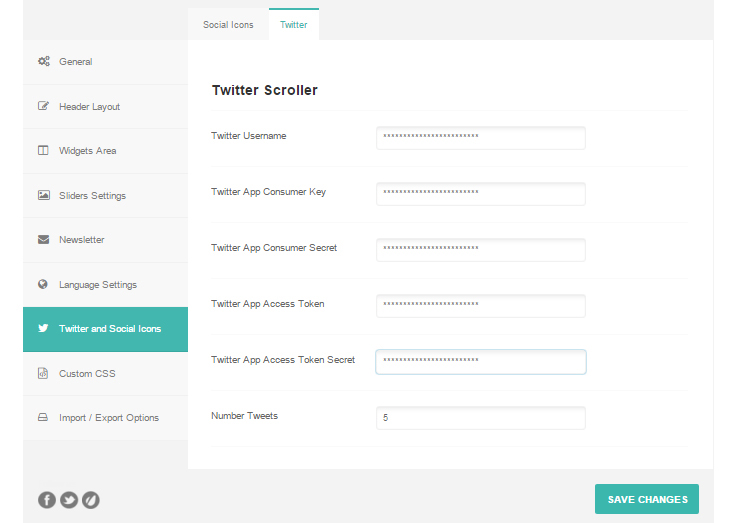 Social Icons
Twitter
General
Header Layout
Widgets Area
Sliders Settings
Newsletter
Language Settings
Twitter and Social Icons
Custom CSS
Import / Export Options
Twitter Scroller
Twitter Username
************************
Twitter App Consumer Key
************************
Twitter App Consumer Secret
************************
Twitter App Access Token
************************
Twitter App Access Token Secret
************************
Number Tweets
5
SAVE CHANGES